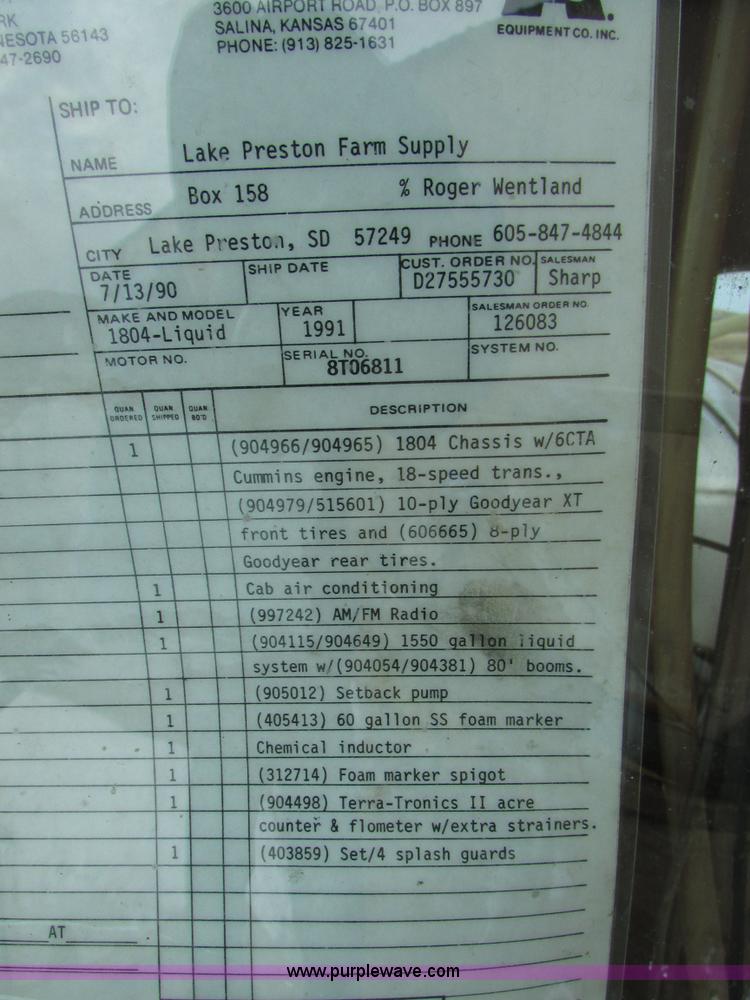 3600 AIRPORT ROAD, P.O. BOX 897
RK
SALINA, KANSAS 67401
NESOTA 56143
EQUIPMENT CO. INC.
PHONE: (913) 825-1631
47-2690
SHIP TO:
NAME Lake Preston Farm Supply
ADDRESS Box 158 % Roger Wentland
CITY Lake Preston, SD 57249 PHONE 605-847-4844
DATE SHIP DATE CUST. ORDER NO. SALESMAN
7/13/90 D27555730 Sharp
MAKE AND MODEL YEAR SALESMAN ORDER NO.
1804-Liquid 1991 126083
MOTOR NO. SERIAL NO. SYSTEM NO.
8T06811
QUAN ORDERED QUAN SHIPPED QUAN BO'D DESCRIPTION
1 (904966/904965) 1804 Chassis w/6CTA
Cummins engine, 18-speed trans.,
(904979/515601) 10-ply Goodyear XT
front tires and (606665) 8-ply
Goodyear rear tires.
1 Cab air conditioning
1 (997242) AM/FM Radio
1 (904115/904649) 1550 gallon liquid
system w/(904054/904381) 80' booms.
1 (905012) Setback pump
1 (405413) 60 gallon SS foam marker
1 Chemical inductor
1 (312714) Foam marker spigot
1 (904498) Terra-Tronics II acre
counter & flometer w/extra strainers.
1 (403859) Set/4 splash guards
AT
www.purplewave.com